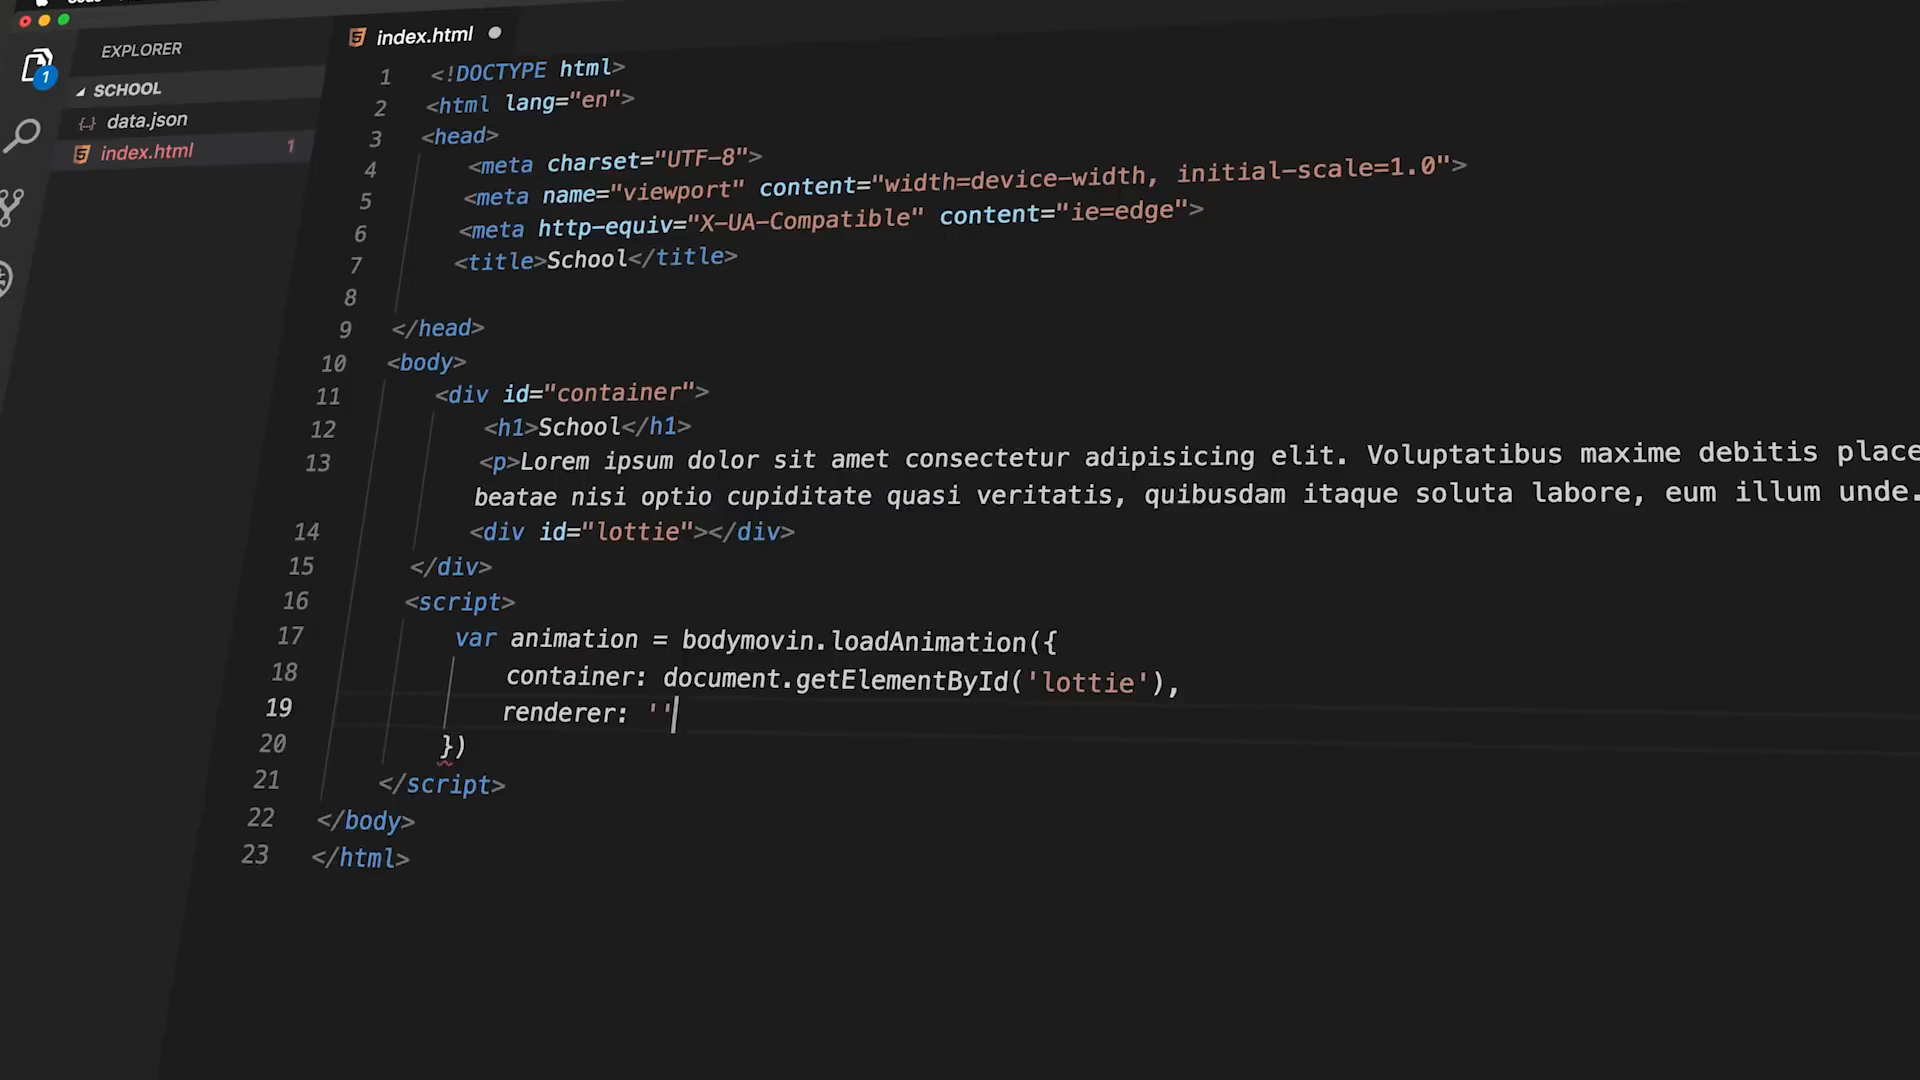 EXPLORER
SCHOOL
data.json
index.html 1
1
index.html
1 <!DOCTYPE html>
2 <html lang="en">
3 <head>
4 <meta charset="UTF-8">
5 <meta name="viewport" content="width=device-width, initial-scale=1.0">
6 <meta http-equiv="X-UA-Compatible" content="ie=edge">
7 <title>School</title>
8
9 </head>
10 <body>
11 <div id="container">
12 <h1>School</h1>
13 <p>Lorem ipsum dolor sit amet consectetur adipisicing elit. Voluptatibus maxime debitis place
beatae nisi optio cupiditate quasi veritatis, quibusdam itaque soluta labore, eum illum unde.
14 <div id="lottie"></div>
15 </div>
16 <script>
17 var animation = bodymovin.loadAnimation({
18 container: document.getElementById('lottie'),
19 renderer: ''
20 })
21 </script>
22 </body>
23 </html>